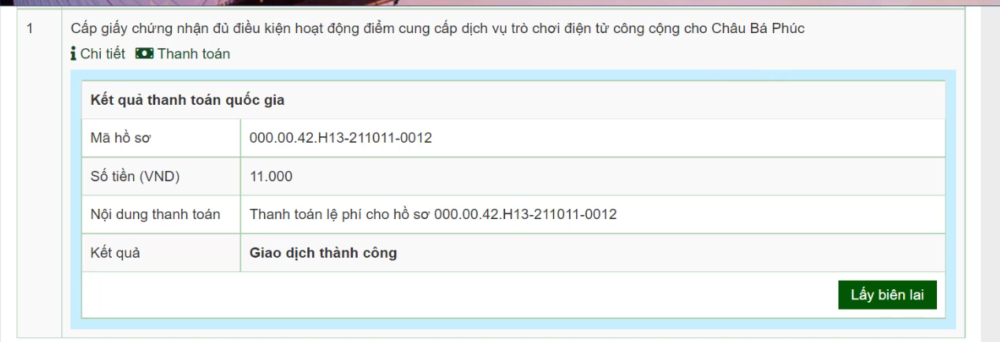 1
Cấp giấy chứng nhận đủ điều kiện hoạt động điểm cung cấp dịch vụ trò chơi điện tử công cộng cho Châu Bá Phúc
Chi tiết Thanh toán
Kết quả thanh toán quốc gia
Mã hồ sơ 000.00.42.H13-211011-0012
Số tiền (VND) 11.000
Nội dung thanh toán Thanh toán lệ phí cho hồ sơ 000.00.42.H13-211011-0012
Kết quả Giao dịch thành công
Lấy biên lai